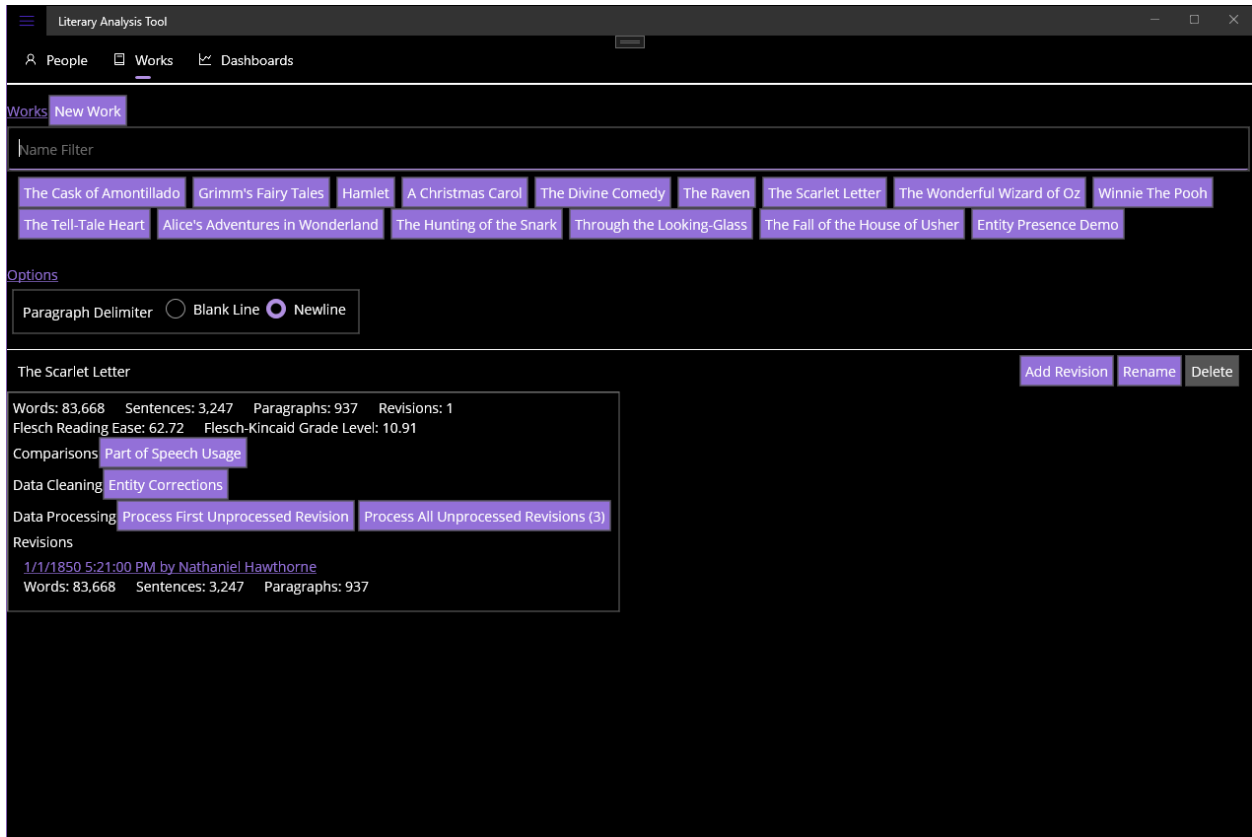 Literary Analysis Tool
People Works Dashboards
Works New Work
Name Filter
The Cask of Amontillado Grimm's Fairy Tales Hamlet A Christmas Carol The Divine Comedy The Raven The Scarlet Letter The Wonderful Wizard of Oz Winnie The Pooh
The Tell-Tale Heart Alice's Adventures in Wonderland The Hunting of the Snark Through the Looking-Glass The Fall of the House of Usher Entity Presence Demo
Options
Paragraph Delimiter Blank Line Newline
The Scarlet Letter Add Revision Rename Delete
Words: 83,668 Sentences: 3,247 Paragraphs: 937 Revisions: 1
Flesch Reading Ease: 62.72 Flesch-Kincaid Grade Level: 10.91
Comparisons Part of Speech Usage
Data Cleaning Entity Corrections
Data Processing Process First Unprocessed Revision Process All Unprocessed Revisions (3)
Revisions
1/1/1850 5:21:00 PM by Nathaniel Hawthorne
Words: 83,668 Sentences: 3,247 Paragraphs: 937